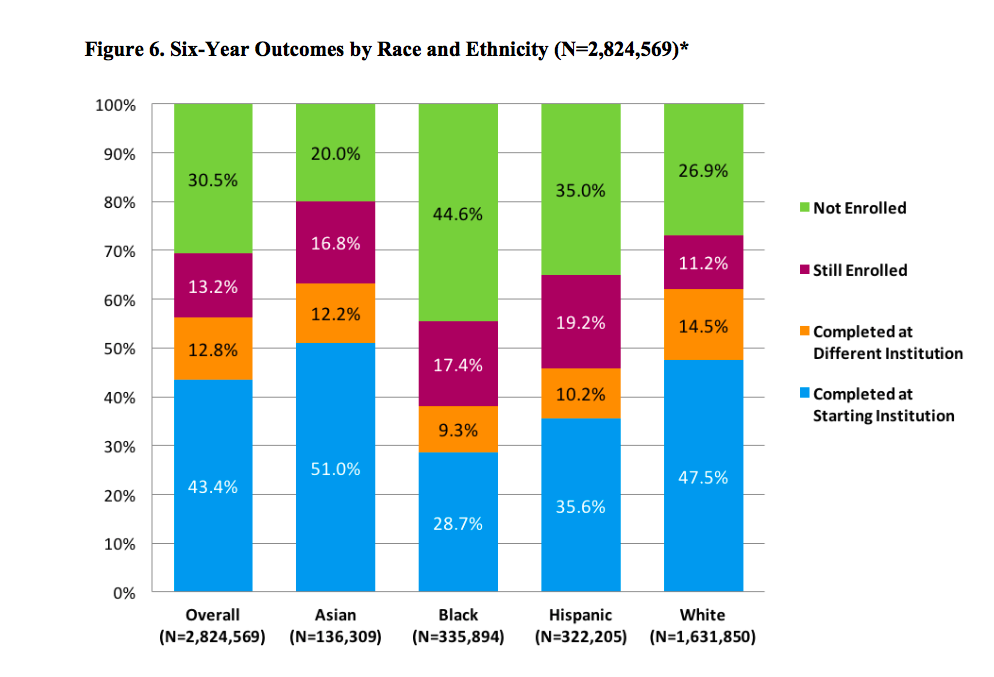 Figure 6. Six-Year Outcomes by Race and Ethnicity (N=2,824,569)*
100%
90%
80%
70%
60%
50%
40%
30%
20%
10%
0%
30.5%
13.2%
12.8%
43.4%
20.0%
16.8%
12.2%
51.0%
44.6%
17.4%
9.3%
28.7%
35.0%
19.2%
10.2%
35.6%
26.9%
11.2%
14.5%
47.5%
Overall
(N=2,824,569)
Asian
(N=136,309)
Black
(N=335,894)
Hispanic
(N=322,205)
White
(N=1,631,850)
Not Enrolled
Still Enrolled
Completed at
Different Institution
Completed at
Starting Institution